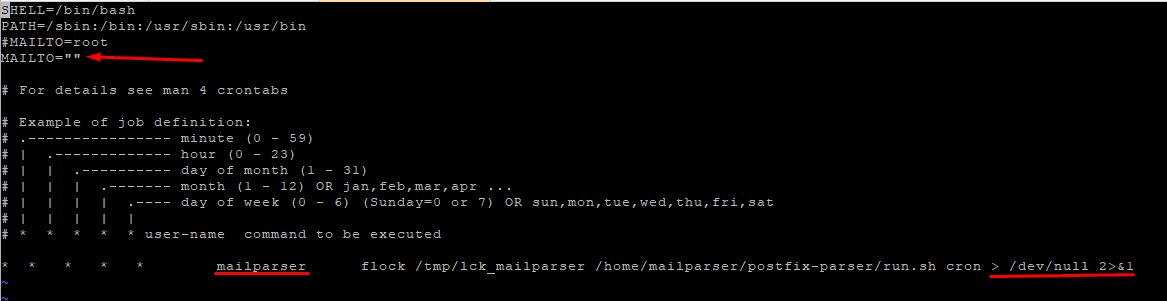 SHELL=/bin/bash
PATH=/sbin:/bin:/usr/sbin:/usr/bin
#MAILTO=root
MAILTO=""
# For details see man 4 crontabs
# Example of job definition:
# .---------------- minute (0 - 59)
# |  .------------- hour (0 - 23)
# |  |  .---------- day of month (1 - 31)
# |  |  |  .------- month (1 - 12) OR jan,feb,mar,apr ...
# |  |  |  |  .---- day of week (0 - 6) (Sunday=0 or 7) OR sun,mon,tue,wed,thu,fri,sat
# |  |  |  |  |
# *  *  *  *  * user-name  command to be executed
*  *   *   *   *       mailparser     flock /tmp/lck_mailparser /home/mailparser/postfix-parser/run.sh cron > /dev/null 2>&1
~
~